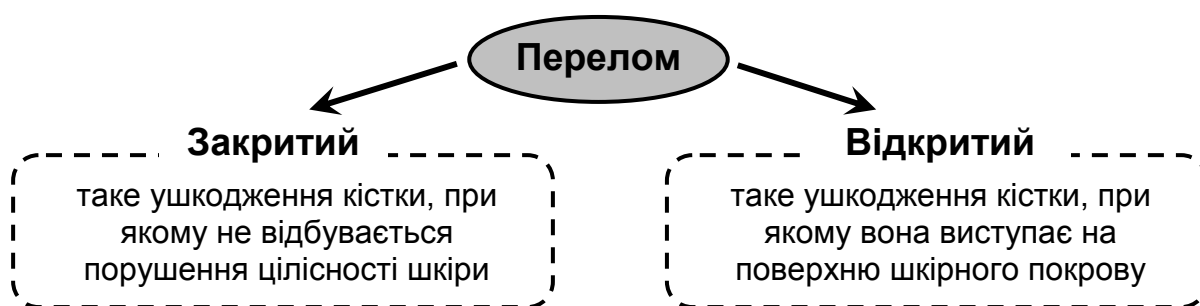 Перелом
Закритий
таке ушкодження кістки, при
якому не відбувається
порушення цілісності шкіри
Відкритий
таке ушкодження кістки, при
якому вона виступає на
поверхню шкірного покрову